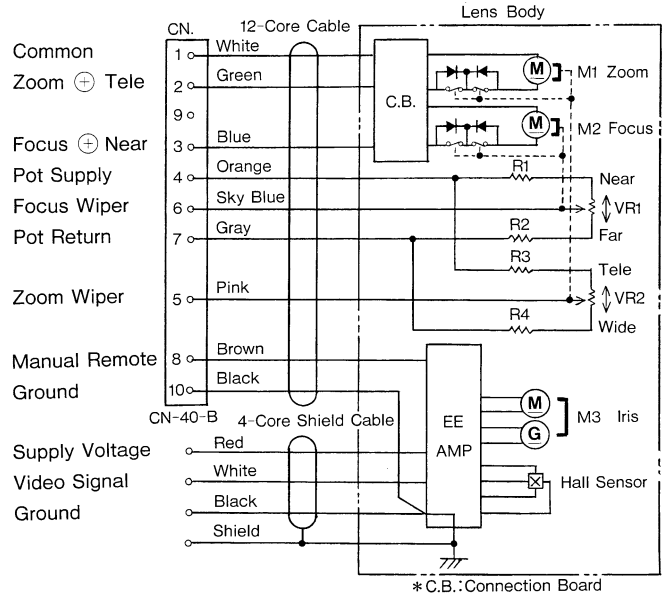 CN.
12-Core Cable
Lens Body
Common
1
White
Zoom ⊕ Tele
2
Green
9
Focus ⊕ Near
3
Blue
C.B.
M
M1 Zoom
M
M2 Focus
Pot Supply
4
Orange
R1
Near
Focus Wiper
6
Sky Blue
VR1
Pot Return
7
Gray
R2
Far
R3
Tele
Zoom Wiper
5
Pink
VR2
R4
Wide
Manual Remote
8
Brown
Ground
10
Black
CN-40-B
4-Core Shield Cable
EE
AMP
M
G
M3 Iris
Supply Voltage
Red
Video Signal
White
Hall Sensor
Ground
Black
Shield
*C.B.:Connection Board